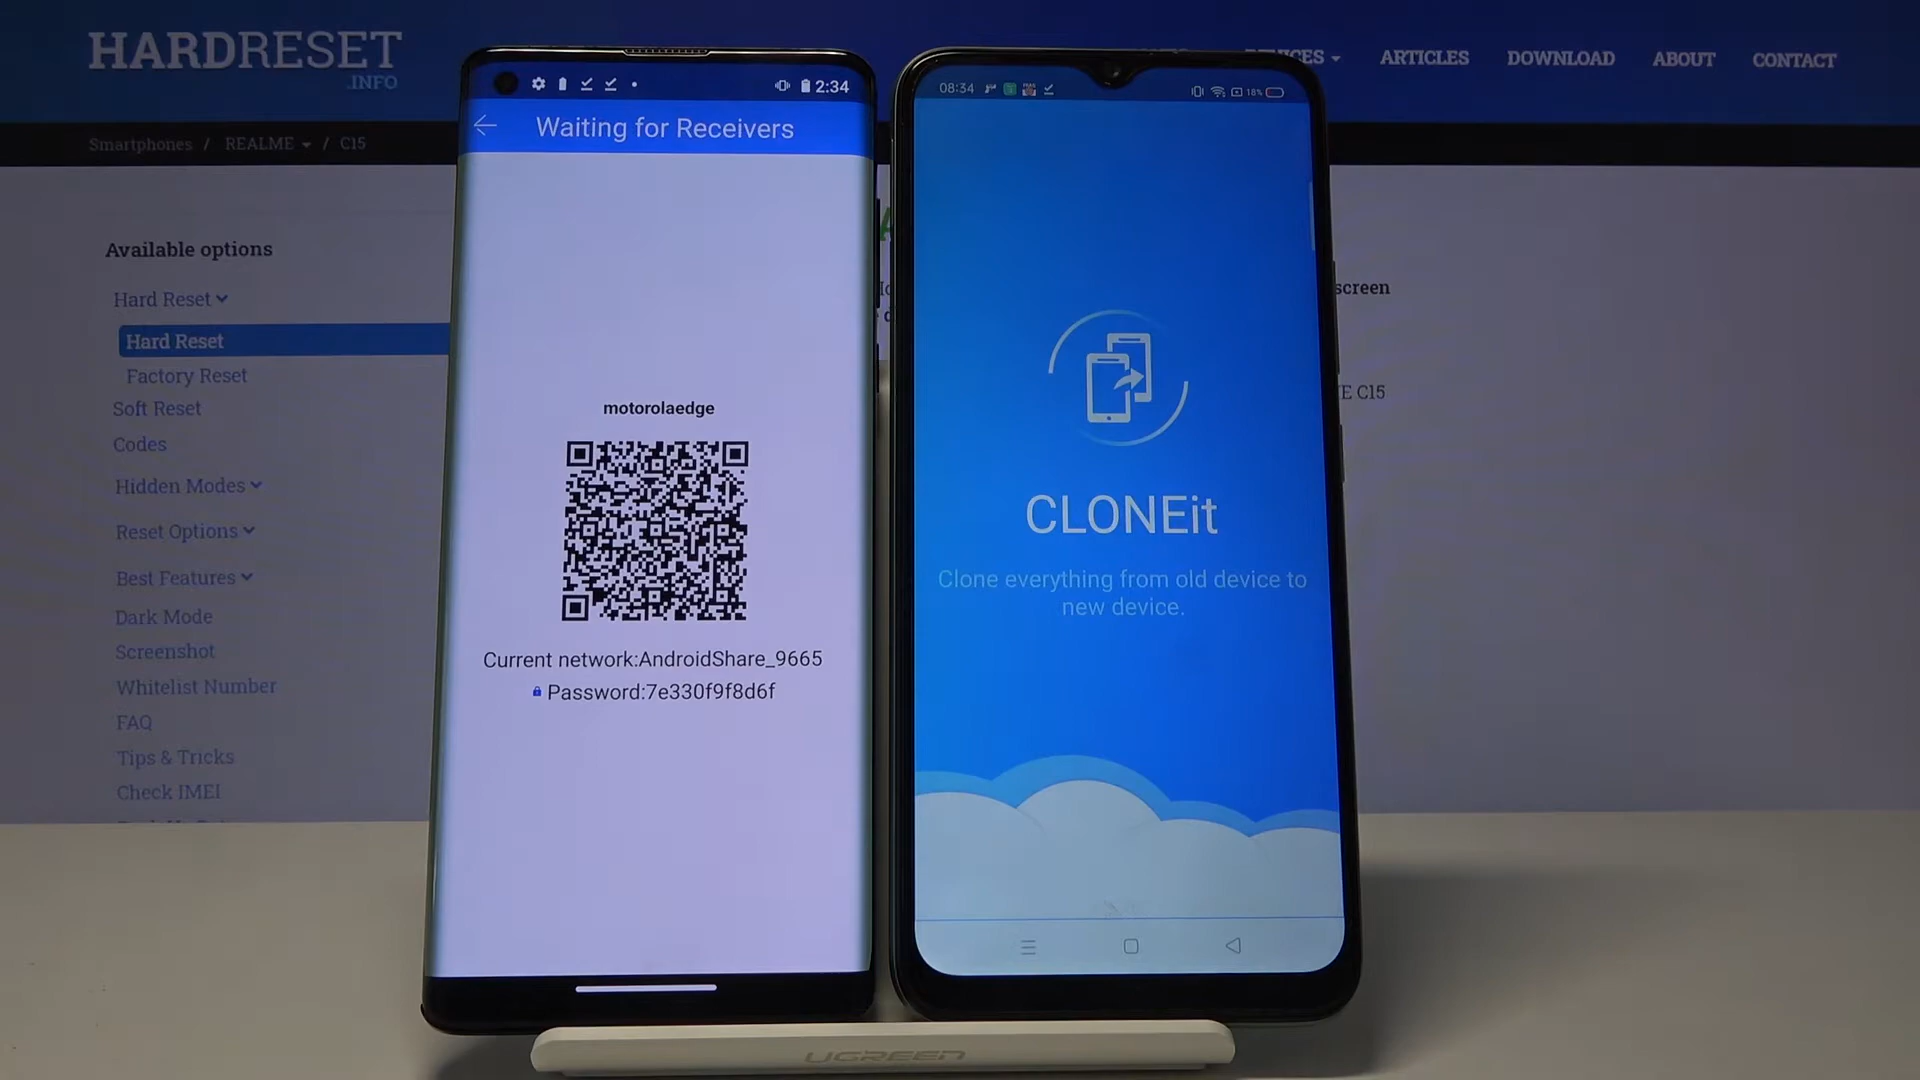 HARDRESET
.INFO
ARTICLES
DOWNLOAD
ABOUT
CONTACT
Smartphones / REALME / C15
Available options
Hard Reset
Hard Reset
Factory Reset
Soft Reset
Codes
Hidden Modes
Reset Options
Best Features
Dark Mode
Screenshot
Whitelist Number
FAQ
Tips & Tricks
Check IMEI
2:34
Waiting for Receivers
motorolaedge
Current network:AndroidShare_9665
Password:7e330f9f8d6f
08:34
18%
CLONEit
Clone everything from old device to
new device.
screen
C15
UGREEN